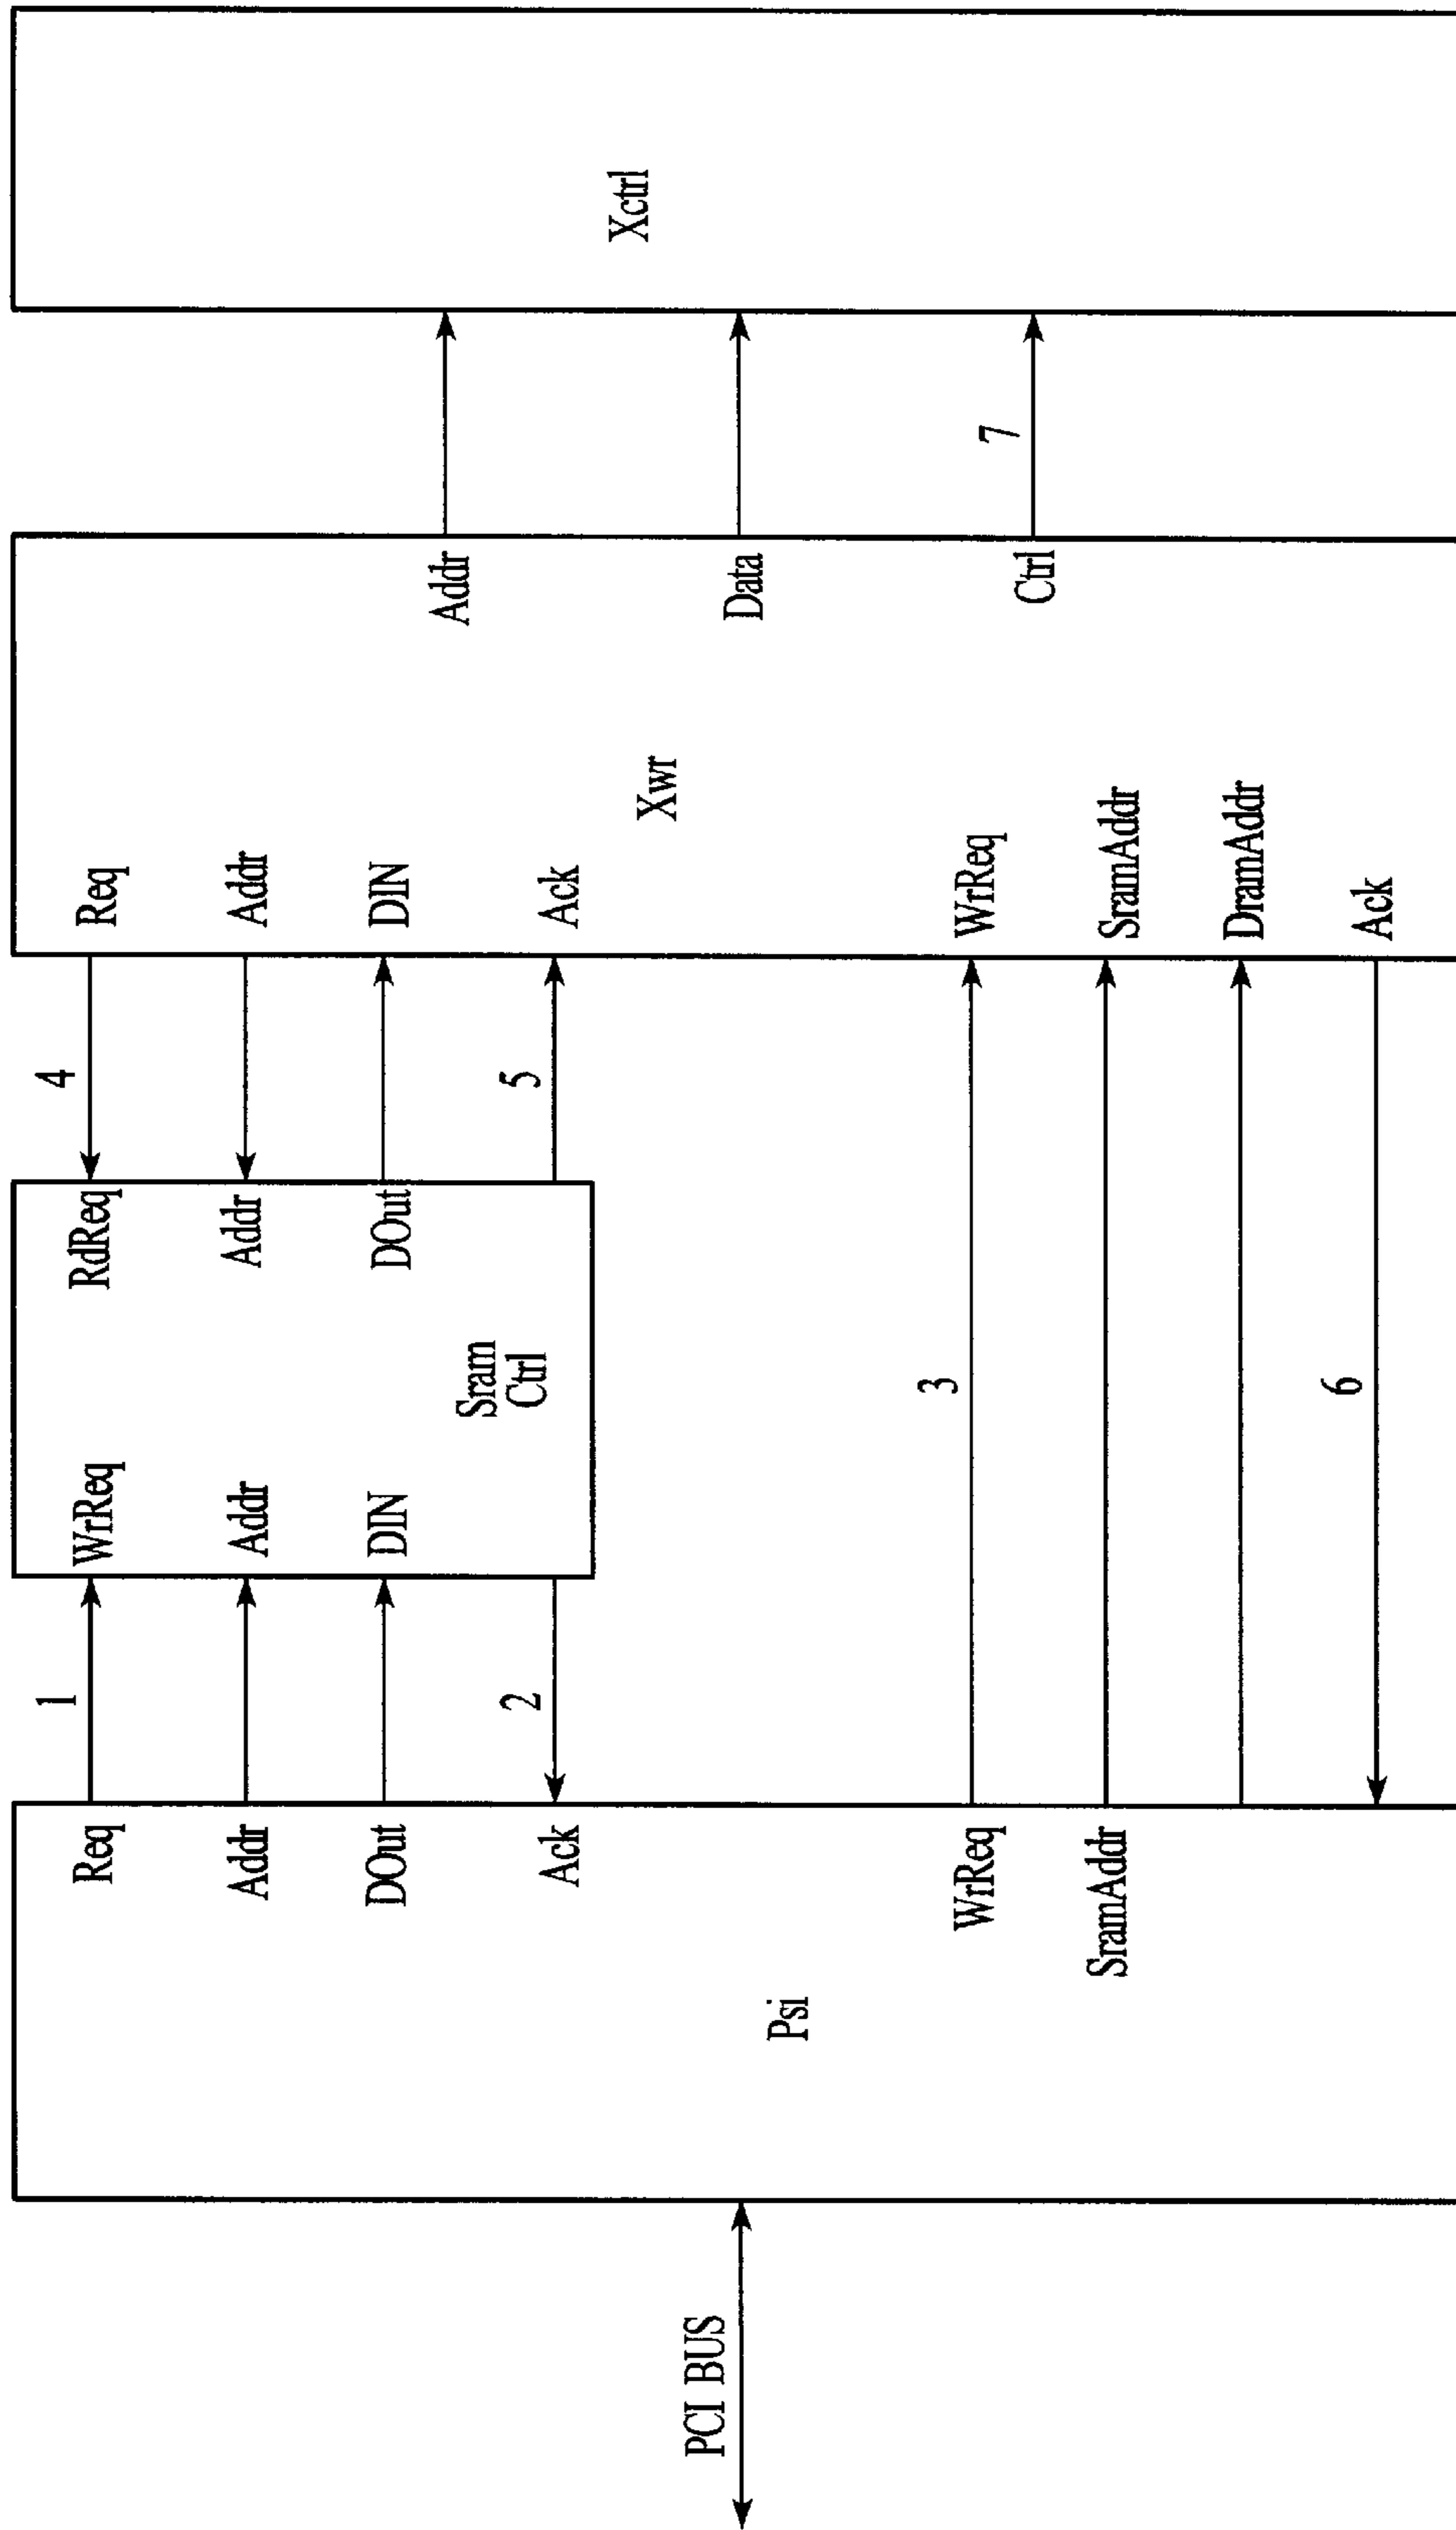 PCI BUS
Psi
Req
Addr
DOut
Ack
WrReq
SramAddr
1
2
3
6
WrReq
Addr
DIN
Sram
Ctrl
RdReq
Addr
DOut
4
5
Req
Addr
DIN
Ack
Xwr
WrReq
SramAddr
DramAddr
Ack
Addr
Data
Ctrl
7
Xctrl